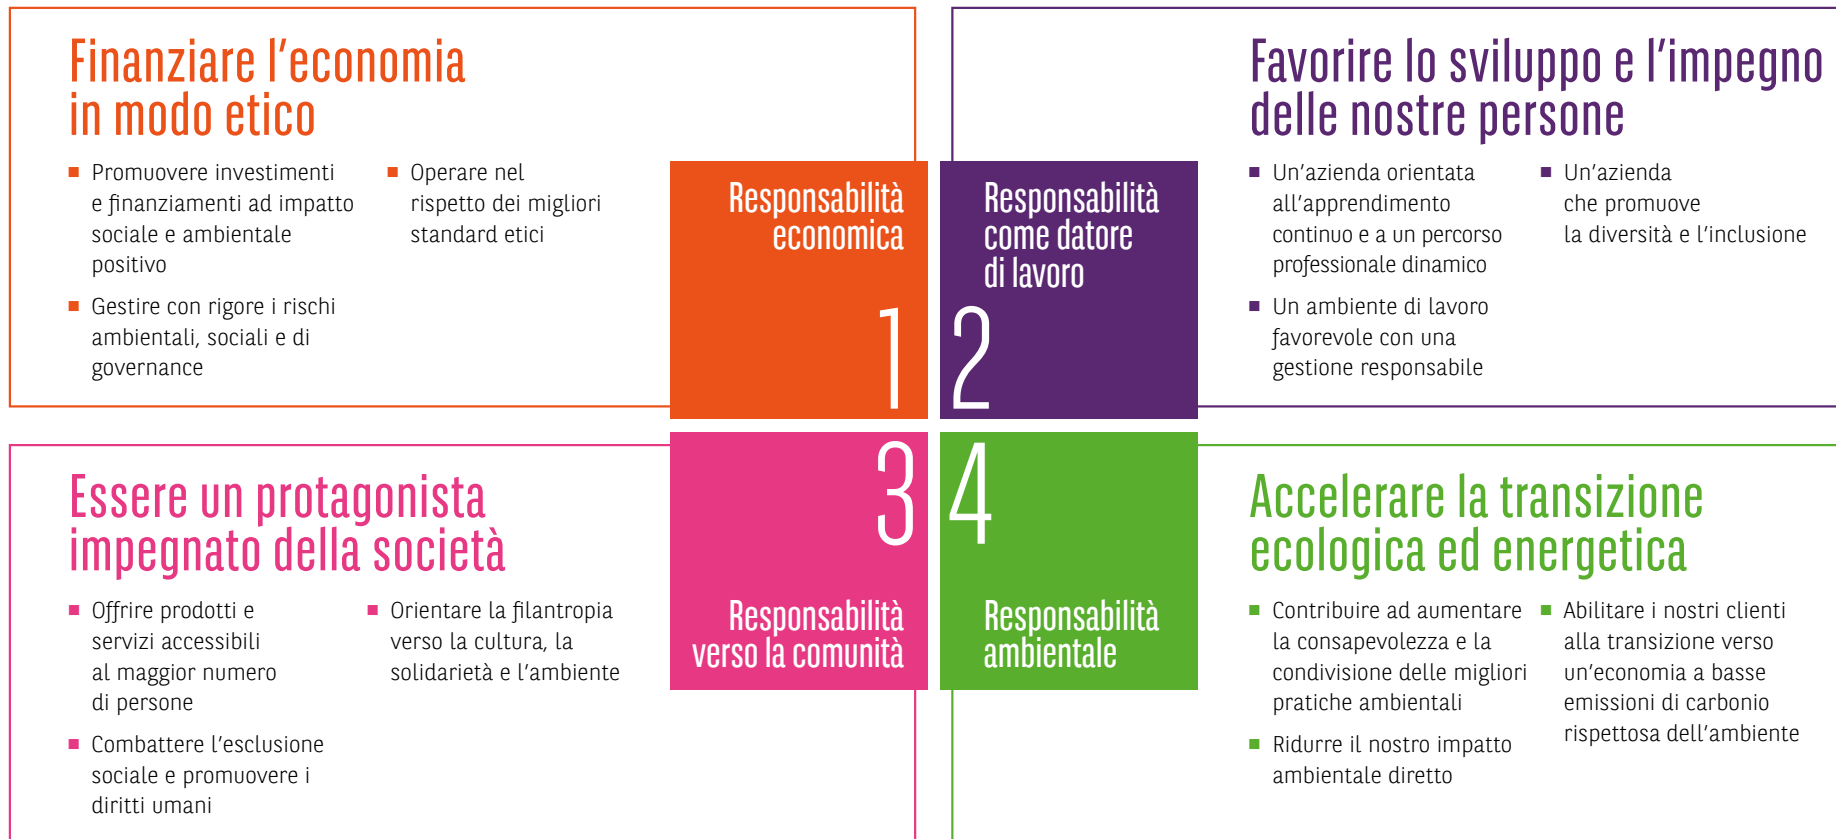 Finanziare l'economia
in modo etico
Promuovere investimenti
e finanziamenti ad impatto
sociale e ambientale
positivo
Gestire con rigore i rischi
ambientali, sociali e di
governance
Operare nel
rispetto dei migliori
standard etici
Responsabilità
economica
1
Favorire lo sviluppo e l'impegno
delle nostre persone
Responsabilità
come datore
di lavoro
2
Un'azienda orientata
all'apprendimento
continuo e a un percorso
professionale dinamico
Un ambiente di lavoro
favorevole con una
gestione responsabile
Un'azienda
che promuove
la diversità e l'inclusione
Essere un protagonista
impegnato della società
Offrire prodotti e
servizi accessibili
al maggior numero
di persone
Combattere l'esclusione
sociale e promuovere i
diritti umani
Orientare la filantropia
verso la cultura, la
solidarietà e l'ambiente
3
Responsabilità
verso la comunità
4
Responsabilità
ambientale
Accelerare la transizione
ecologica ed energetica
Contribuire ad aumentare
la consapevolezza e la
condivisione delle migliori
pratiche ambientali
Ridurre il nostro impatto
ambientale diretto
Abilitare i nostri clienti
alla transizione verso
un'economia a basse
emissioni di carbonio
rispettosa dell'ambiente